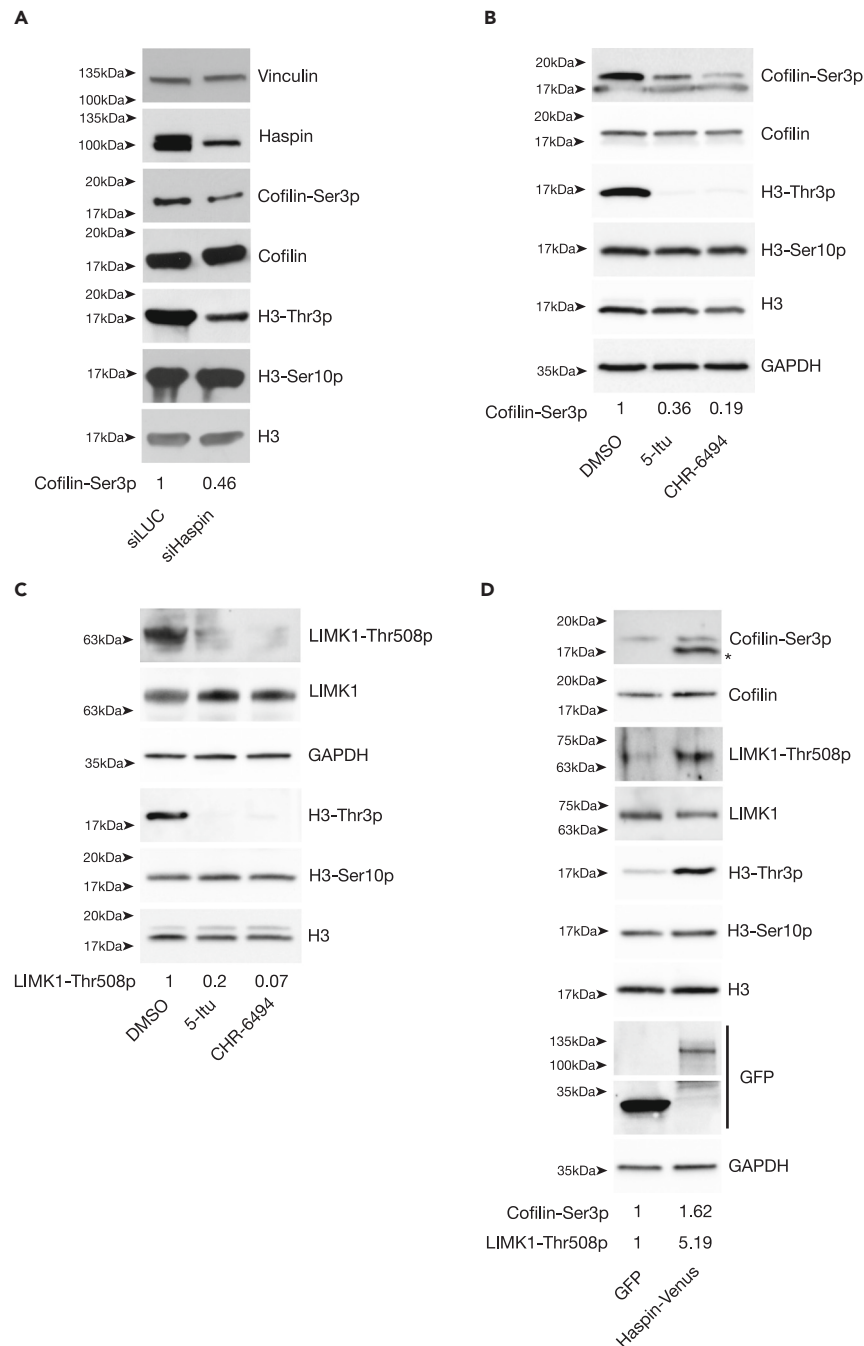 A
135kDa➤ Vinculin
100kDa➤
135kDa➤
100kDa➤ Haspin
20kDa➤
Cofilin-Ser3p
17kDa➤
20kDa➤
Cofilin
17kDa➤
20kDa➤
17kDa➤ H3-Thr3p
17kDa➤ H3-Ser10p
17kDa➤ H3
Cofilin-Ser3p 1 0.46
siLUC siHaspin
B
20kDa➤
Cofilin-Ser3p
17kDa➤
20kDa➤
Cofilin
17kDa➤
17kDa➤ H3-Thr3p
17kDa➤ H3-Ser10p
17kDa➤ H3
35kDa➤ GAPDH
Cofilin-Ser3p 1 0.36 0.19
DMSO 5-Itu CHR-6494
C
63kDa➤ LIMK1-Thr508p
LIMK1
63kDa➤
35kDa➤ GAPDH
17kDa➤ H3-Thr3p
20kDa➤
H3-Ser10p
17kDa➤
20kDa➤
H3
17kDa➤
LIMK1-Thr508p 1 0.2 0.07
DMSO 5-Itu CHR-6494
D
20kDa➤
Cofilin-Ser3p
17kDa➤ *
20kDa➤
Cofilin
17kDa➤
75kDa➤
LIMK1-Thr508p
63kDa➤
75kDa➤
LIMK1
63kDa➤
17kDa➤ H3-Thr3p
17kDa➤ H3-Ser10p
17kDa➤ H3
135kDa➤
100kDa➤
GFP
35kDa➤
35kDa➤ GAPDH
Cofilin-Ser3p 1 1.62
LIMK1-Thr508p 1 5.19
GFP Haspin-Venus